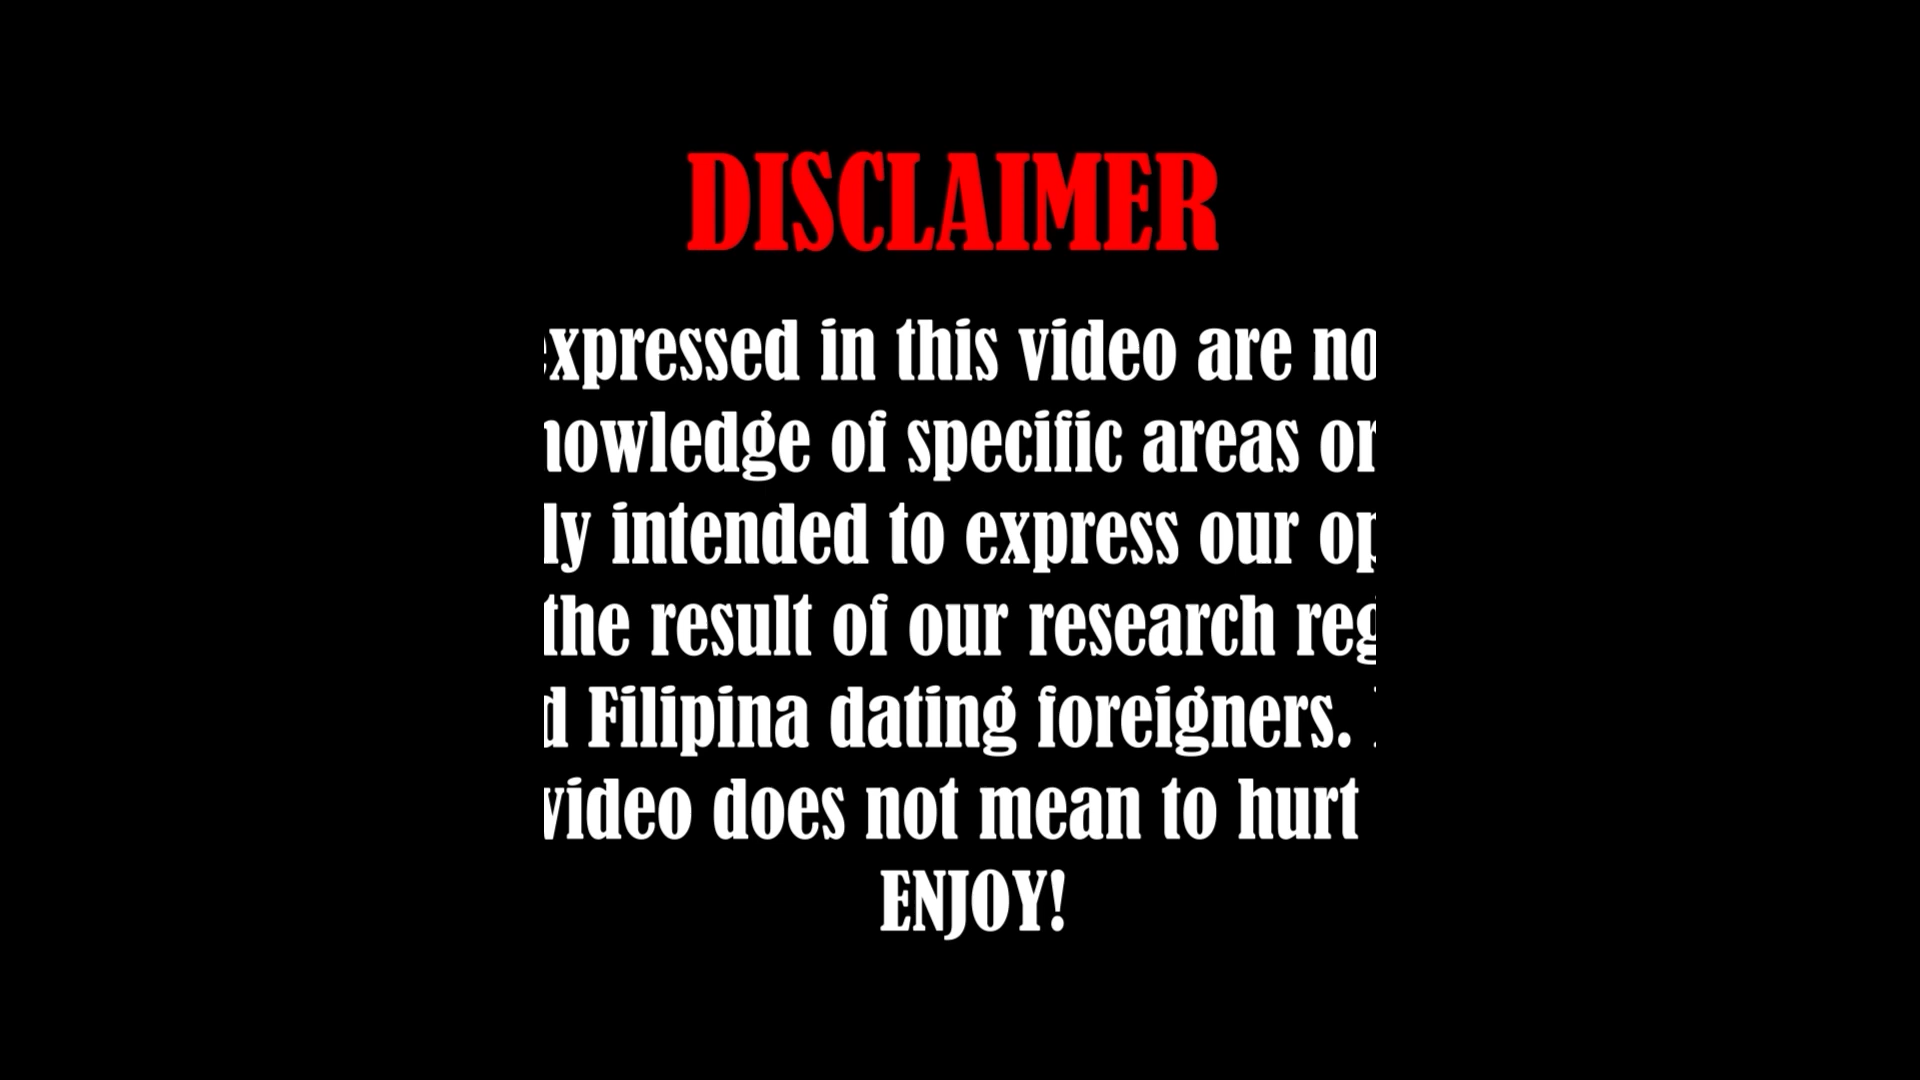 DISCLAIMER
expressed in this video are no
nowledge of specific areas or
ly intended to express our op
the result of our research reg
d Filipina dating foreigners.
video does not mean to hurt
ENJOY!